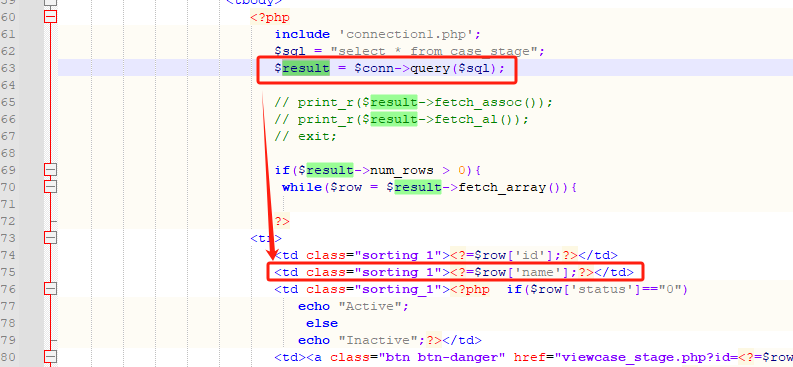 59 <tbody>
60 <?php
61 include 'connection1.php';
62 $sql = "select * from case_stage";
63 $result = $conn->query($sql);
64
65 // print_r($result->fetch_assoc());
66 // print_r($result->fetch_al());
67 // exit;
68
69 if($result->num_rows > 0){
70 while($row = $result->fetch_array()){
71
72 ?>
73 <tr>
74 <td class="sorting_1"><?=$row['id'];?></td>
75 <td class="sorting_1"><?=$row['name'];?></td>
76 <td class="sorting_1"><?php if($row['status']=="0")
77 echo "Active";
78 else
79 echo "Inactive";?></td>
80 <td><a class="btn btn-danger" href="viewcase_stage.php?id=<?=$row